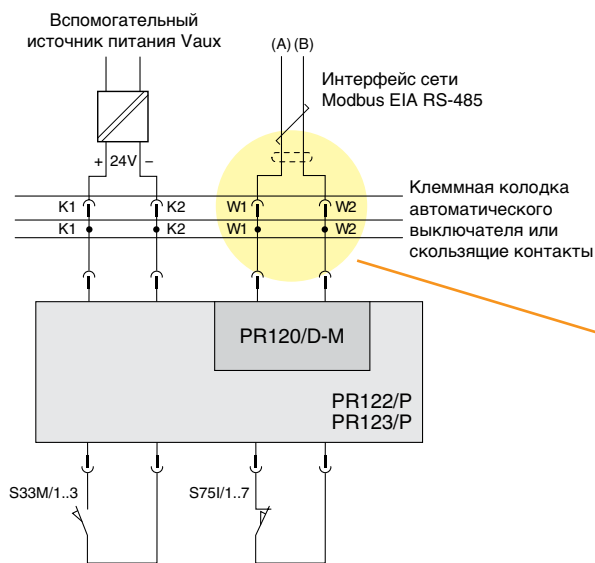 Вспомогательный
источник питания Vaux
(A) (B)
Интерфейс сети
Modbus EIA RS-485
+ 24V –
Клеммная колодка
автоматического
выключателя или
скользящие контакты
K1 K2 W1 W2
K1 K2 W1 W2
PR120/D-M
PR122/P
PR123/P
S33M/1..3 S75I/1..7